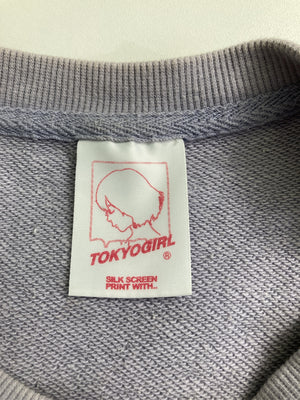 TOKYOGIRL
®
SILK SCREEN
PRINT WITH..